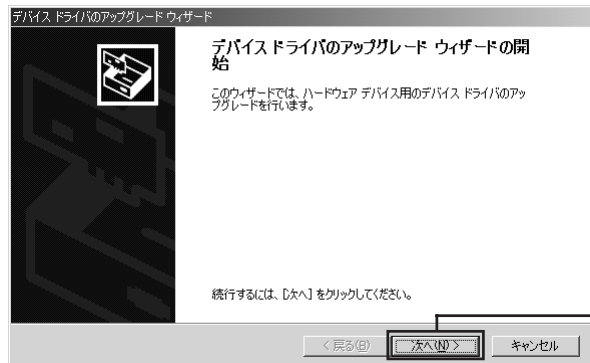 デバイス ドライバのアップグレード ウィザード
デバイス ドライバのアップグレード ウィザードの開
始
このウィザードでは、ハードウェア デバイス用のデバイス ドライバのアッ
プグレードを行います。
続行するには、[次へ] をクリックしてください。
< 戻る(B)
次へ(N) >
キャンセル